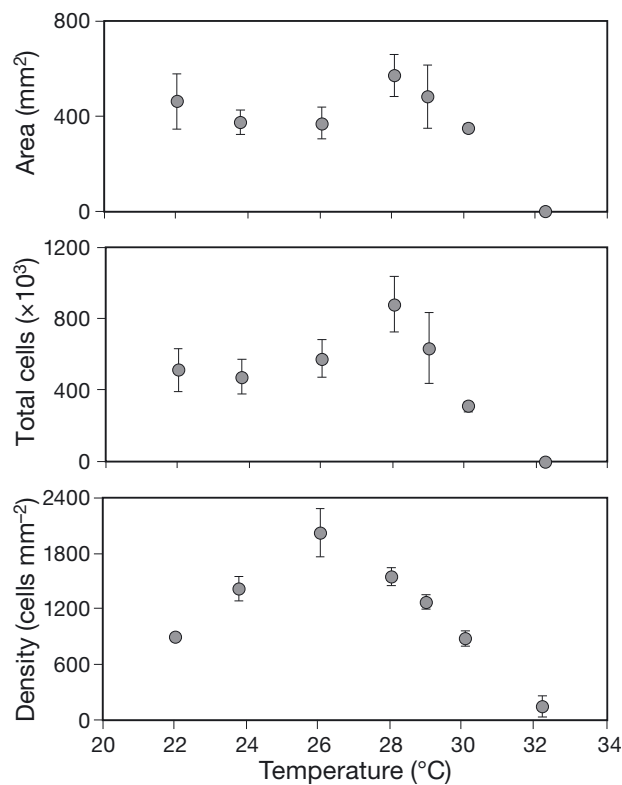 800
400
0
Area (mm²)
1200
800
400
0
Total cells (×10³)
2400
1800
1200
600
0
Density (cells mm⁻²)
20 22 24 26 28 30 32 34
Temperature (°C)